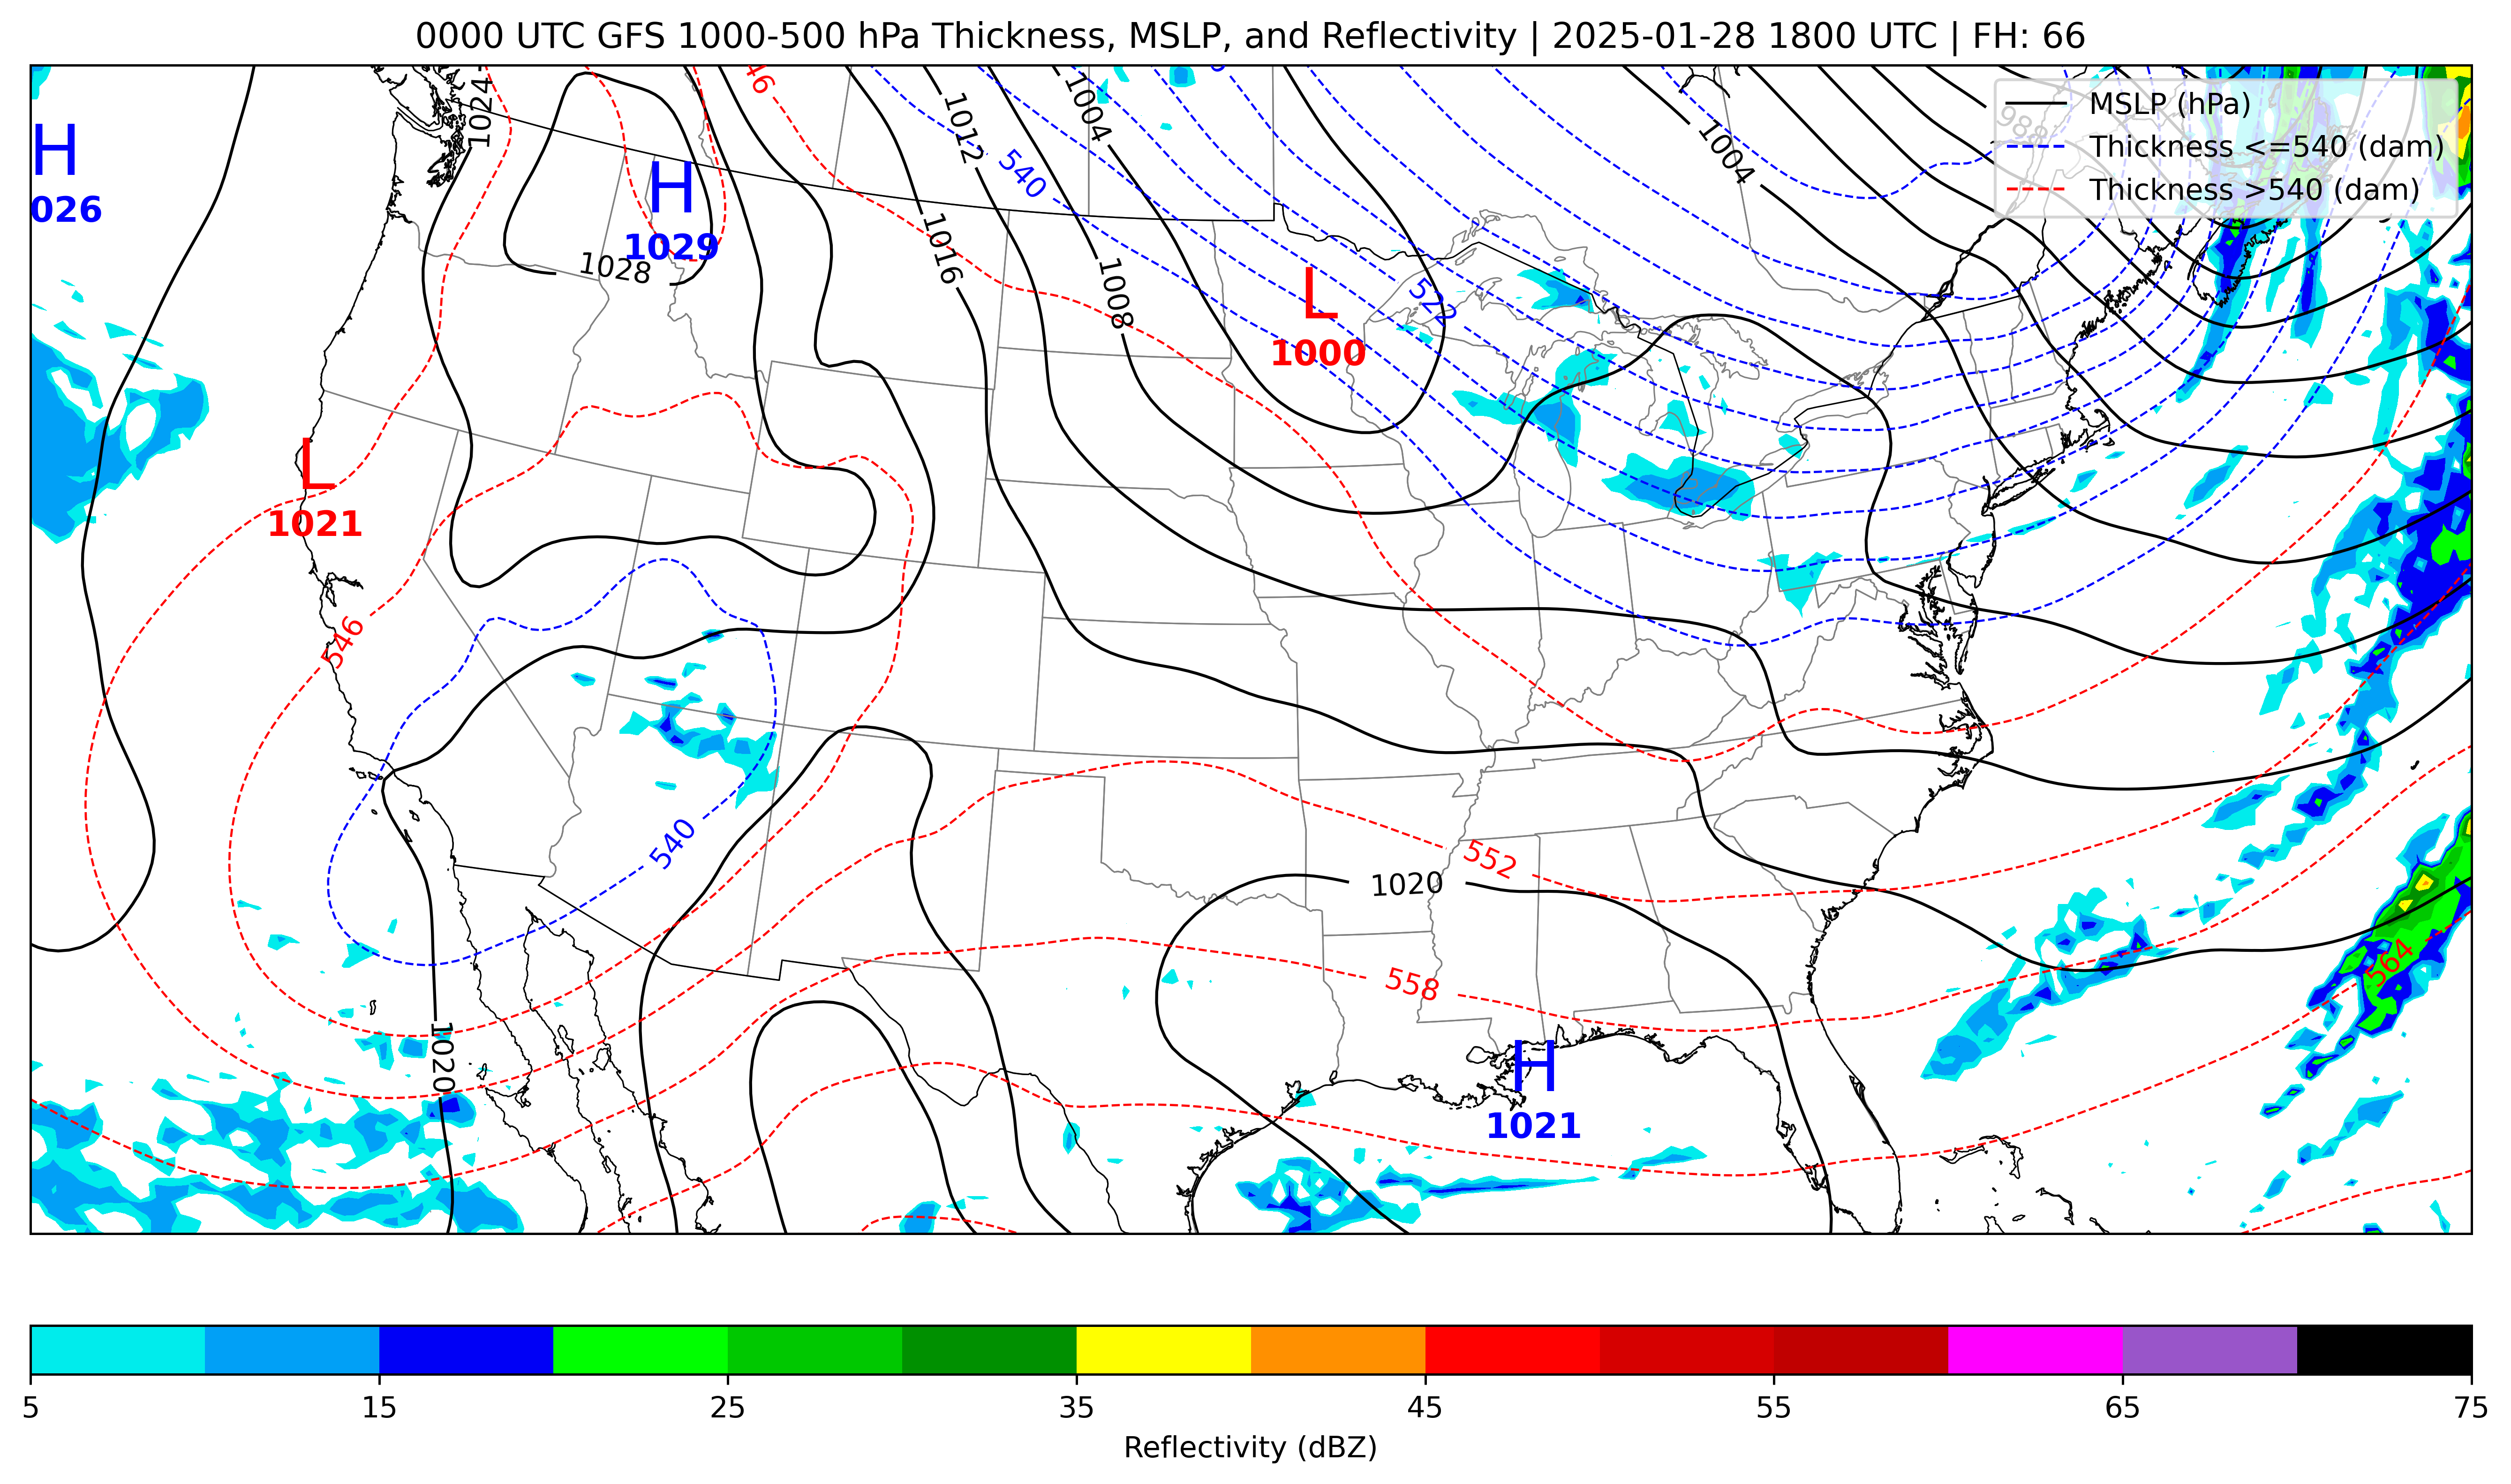 0000 UTC GFS 1000-500 hPa Thickness, MSLP, and Reflectivity | 2025-01-28 1800 UTC | FH: 66
MSLP (hPa)
Thickness <=540 (dam)
Thickness >540 (dam)
1024
46
1012
1004
1004
988
H
026
H
1029
540
1028
1016
1008
L
1000
522
L
1021
546
540
552
1020
558
564
1020
H
1021
5 15 25 35 45 55 65 75
Reflectivity (dBZ)